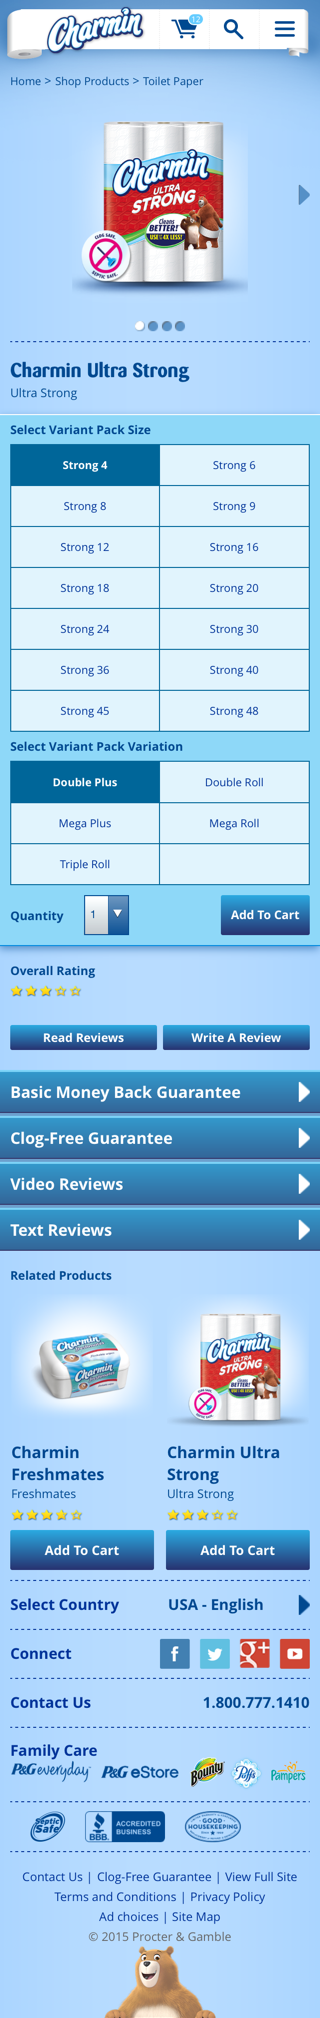 Charmin
12
Home > Shop Products > Toilet Paper
Charmin
ULTRA
STRONG
Cleans
BETTER!
USE UP TO 4X LESS!
CLOG SAFE.
SEPTIC SAFE.
Charmin Ultra Strong
Ultra Strong
Select Variant Pack Size
Strong 4
Strong 6
Strong 8
Strong 9
Strong 12
Strong 16
Strong 18
Strong 20
Strong 24
Strong 30
Strong 36
Strong 40
Strong 45
Strong 48
Select Variant Pack Variation
Double Plus
Double Roll
Mega Plus
Mega Roll
Triple Roll
Quantity
1
Add To Cart
Overall Rating
Read Reviews
Write A Review
Basic Money Back Guarantee
Clog-Free Guarantee
Video Reviews
Text Reviews
Related Products
Charmin
Charmin
Charmin
ULTRA
STRONG
Charmin
Freshmates
Freshmates
Charmin Ultra
Strong
Ultra Strong
Add To Cart
Add To Cart
Select Country
USA - English
Connect
f
g+
Contact Us
1.800.777.1410
Family Care
P&G everyday
P&G eStore
Bounty
Puffs
Pampers
Septic
Safe
BBB.
ACCREDITED
BUSINESS
GOOD
HOUSEKEEPING
Contact Us | Clog-Free Guarantee | View Full Site
Terms and Conditions | Privacy Policy
Ad choices | Site Map
© 2015 Procter & Gamble